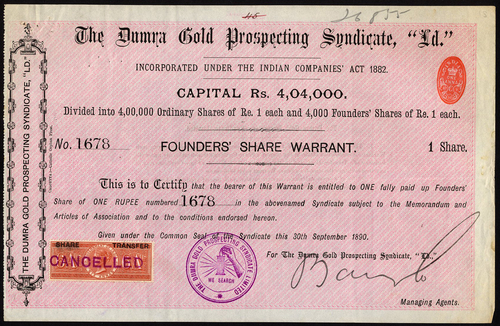 The Dumra Gold Prospecting Syndicate, "Ld."
INCORPORATED UNDER THE INDIAN COMPANIES' ACT 1882.
CAPITAL Rs. 4,04,000.
Divided into 4,00,000 Ordinary Shares of Re. 1 each and 4,000 Founders' Shares of Re. 1 each.
No. 1678 FOUNDERS' SHARE WARRANT. 1 Share.
This is to Certify that the bearer of this Warrant is entitled to ONE fully paid up Founders'
Share of ONE RUPEE numbered 1678 in the abovenamed Syndicate subject to the Memorandum and
Articles of Association and to the conditions endorsed hereon.
Given under the Common Seal of the Syndicate this 30th September 1890.
For The Dumra Gold Prospecting Syndicate, "Ld."
Managing Agents.
THE DUMRA GOLD PROSPECTING SYNDICATE, "LD."
SHARE TRANSFER
CANCELLED
THE DUMRA GOLD PROSPECTING SYNDICATE LIMITED
WE SEARCH